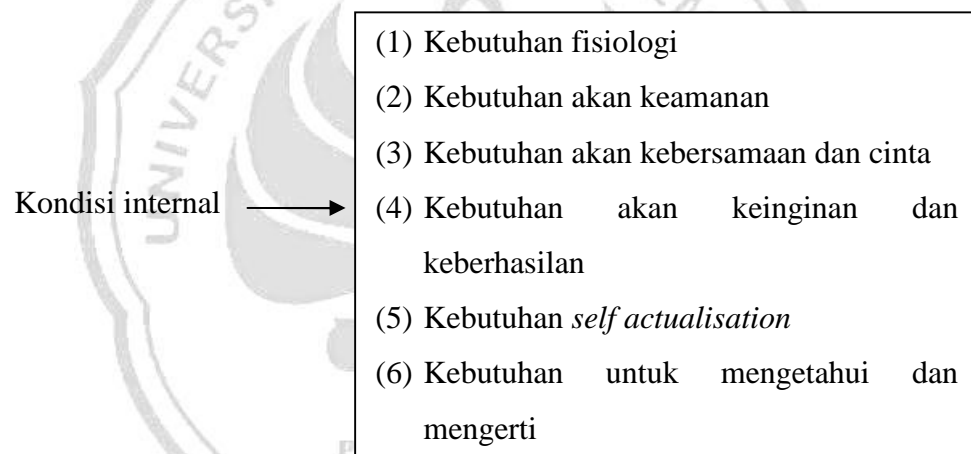 (1) Kebutuhan fisiologi
(2) Kebutuhan akan keamanan
(3) Kebutuhan akan kebersamaan dan cinta
Kondisi internal
(4) Kebutuhan akan keinginan dan
keberhasilan
(5) Kebutuhan self actualisation
(6) Kebutuhan untuk mengetahui dan
mengerti